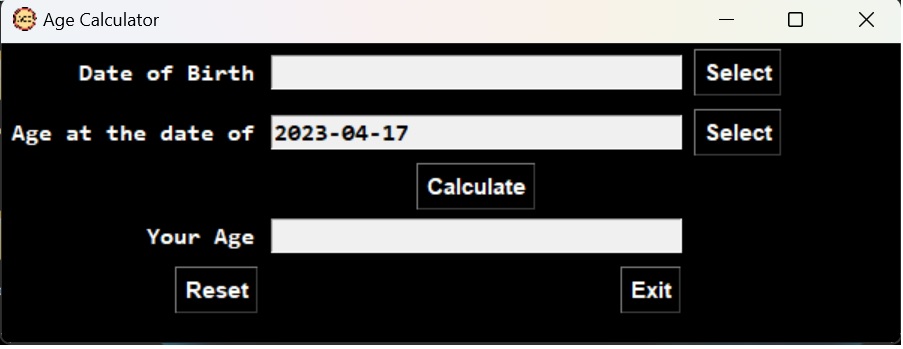 Age Calculator
Date of Birth Select
Age at the date of 2023-04-17 Select
Calculate
Your Age
Reset Exit